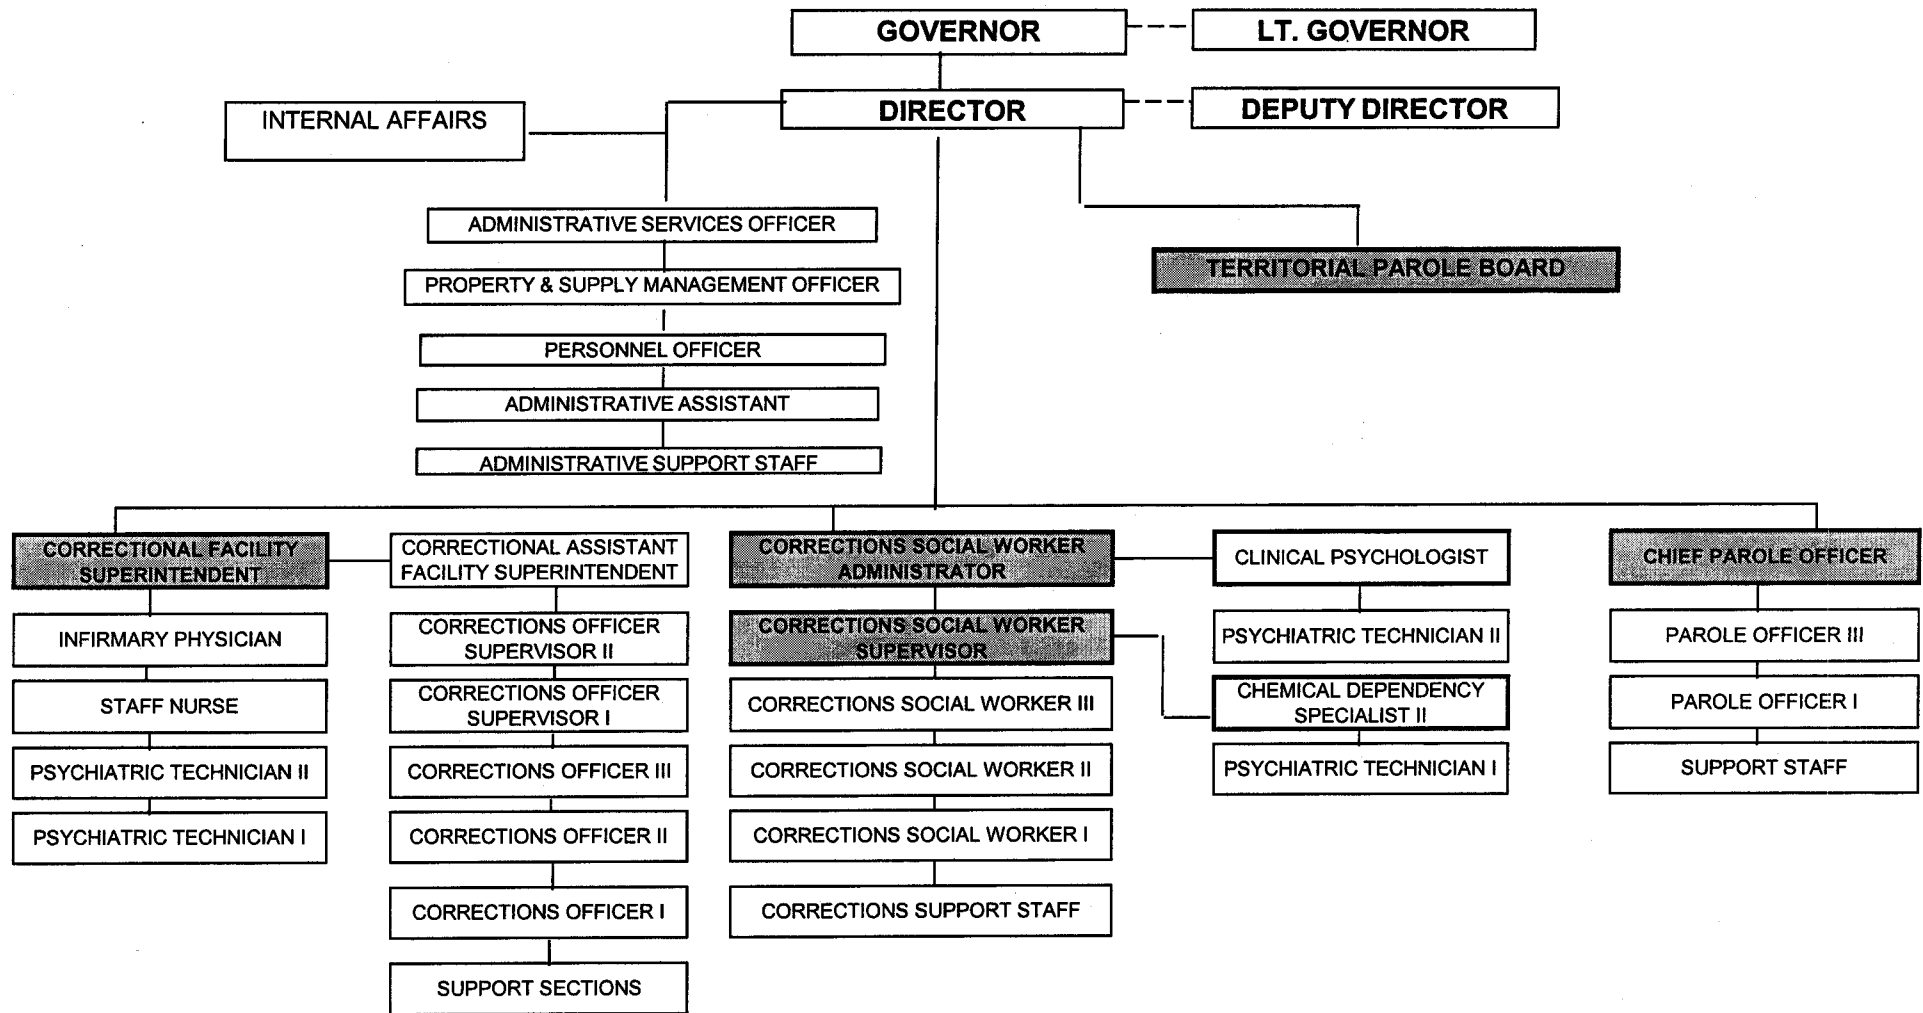 GOVERNOR
LT. GOVERNOR
INTERNAL AFFAIRS
DIRECTOR
DEPUTY DIRECTOR
ADMINISTRATIVE SERVICES OFFICER
PROPERTY & SUPPLY MANAGEMENT OFFICER
PERSONNEL OFFICER
ADMINISTRATIVE ASSISTANT
ADMINISTRATIVE SUPPORT STAFF
TERRITORIAL PAROLE BOARD
CORRECTIONAL FACILITY
SUPERINTENDENT
INFIRMARY PHYSICIAN
STAFF NURSE
PSYCHIATRIC TECHNICIAN II
PSYCHIATRIC TECHNICIAN I
CORRECTIONAL ASSISTANT
FACILITY SUPERINTENDENT
CORRECTIONS OFFICER
SUPERVISOR II
CORRECTIONS OFFICER
SUPERVISOR I
CORRECTIONS OFFICER III
CORRECTIONS OFFICER II
CORRECTIONS OFFICER I
SUPPORT SECTIONS
CORRECTIONS SOCIAL WORKER
ADMINISTRATOR
CORRECTIONS SOCIAL WORKER
SUPERVISOR
CORRECTIONS SOCIAL WORKER III
CORRECTIONS SOCIAL WORKER II
CORRECTIONS SOCIAL WORKER I
CORRECTIONS SUPPORT STAFF
CLINICAL PSYCHOLOGIST
PSYCHIATRIC TECHNICIAN II
CHEMICAL DEPENDENCY
SPECIALIST II
PSYCHIATRIC TECHNICIAN I
CHIEF PAROLE OFFICER
PAROLE OFFICER III
PAROLE OFFICER I
SUPPORT STAFF